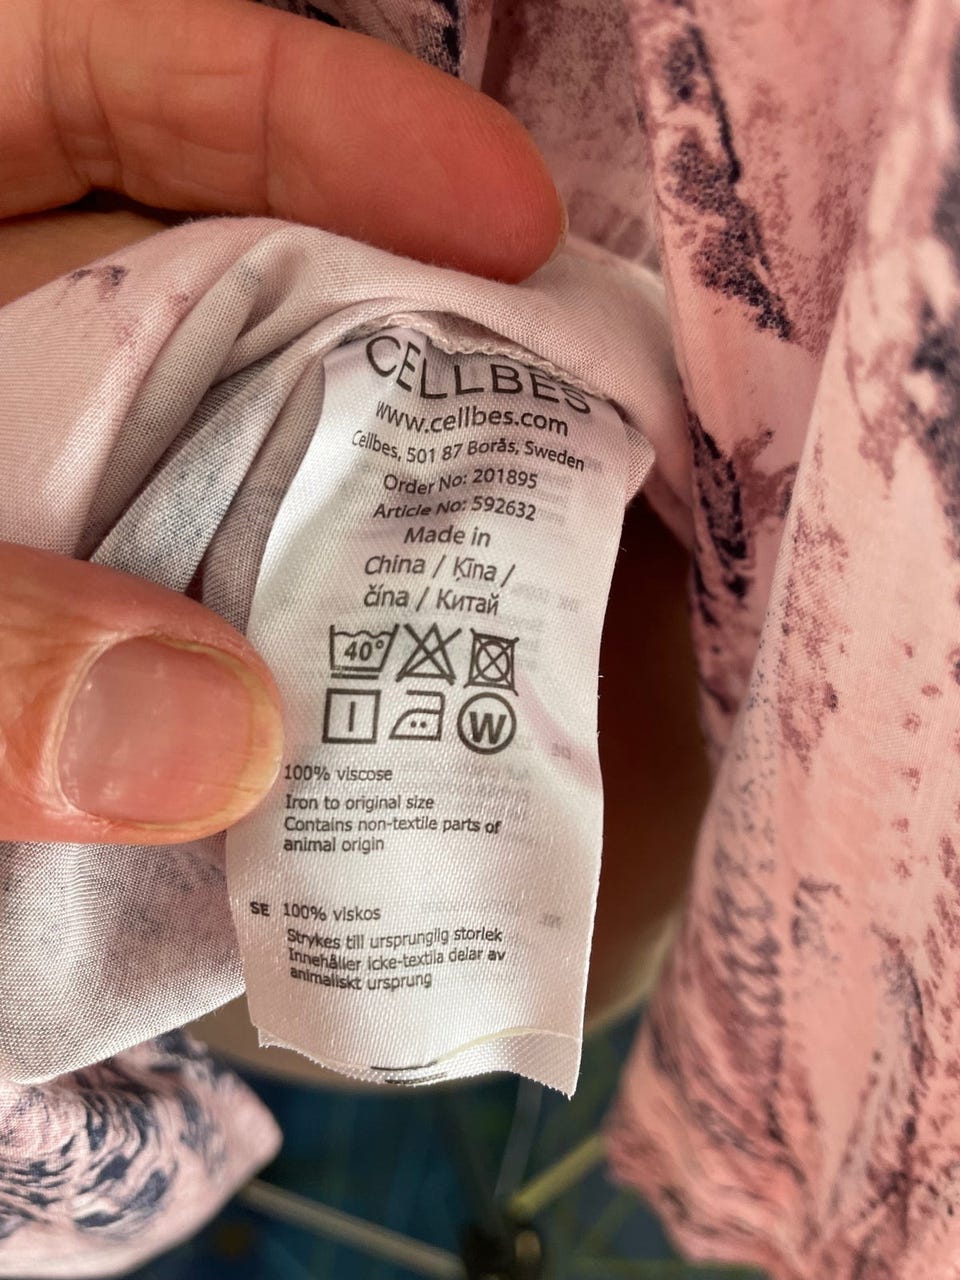 CELLBES
www.cellbes.com
Cellbes, 501 87 Borås, Sweden
Order No: 201895
Article No: 592632
Made in
China / Ķīna /
čína / Китай
40°
W
100% viscose
Iron to original size
Contains non-textile parts of
animal origin
SE 100% viskos
Strykes till ursprunglig storlek
Innehåller icke-textila delar av
animaliskt ursprung